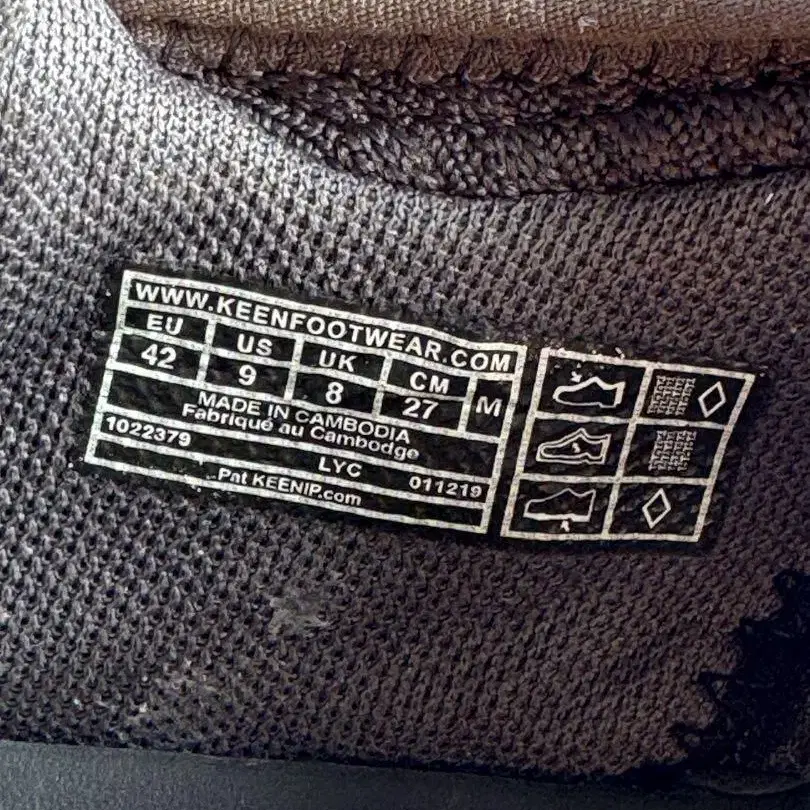 WWW.KEENFOOTWEAR.COM
EU US UK CM M
42 9 8 27
MADE IN CAMBODIA
Fabriqué au Cambodge
1022379 LYC 011219
Pat KEENIP.com